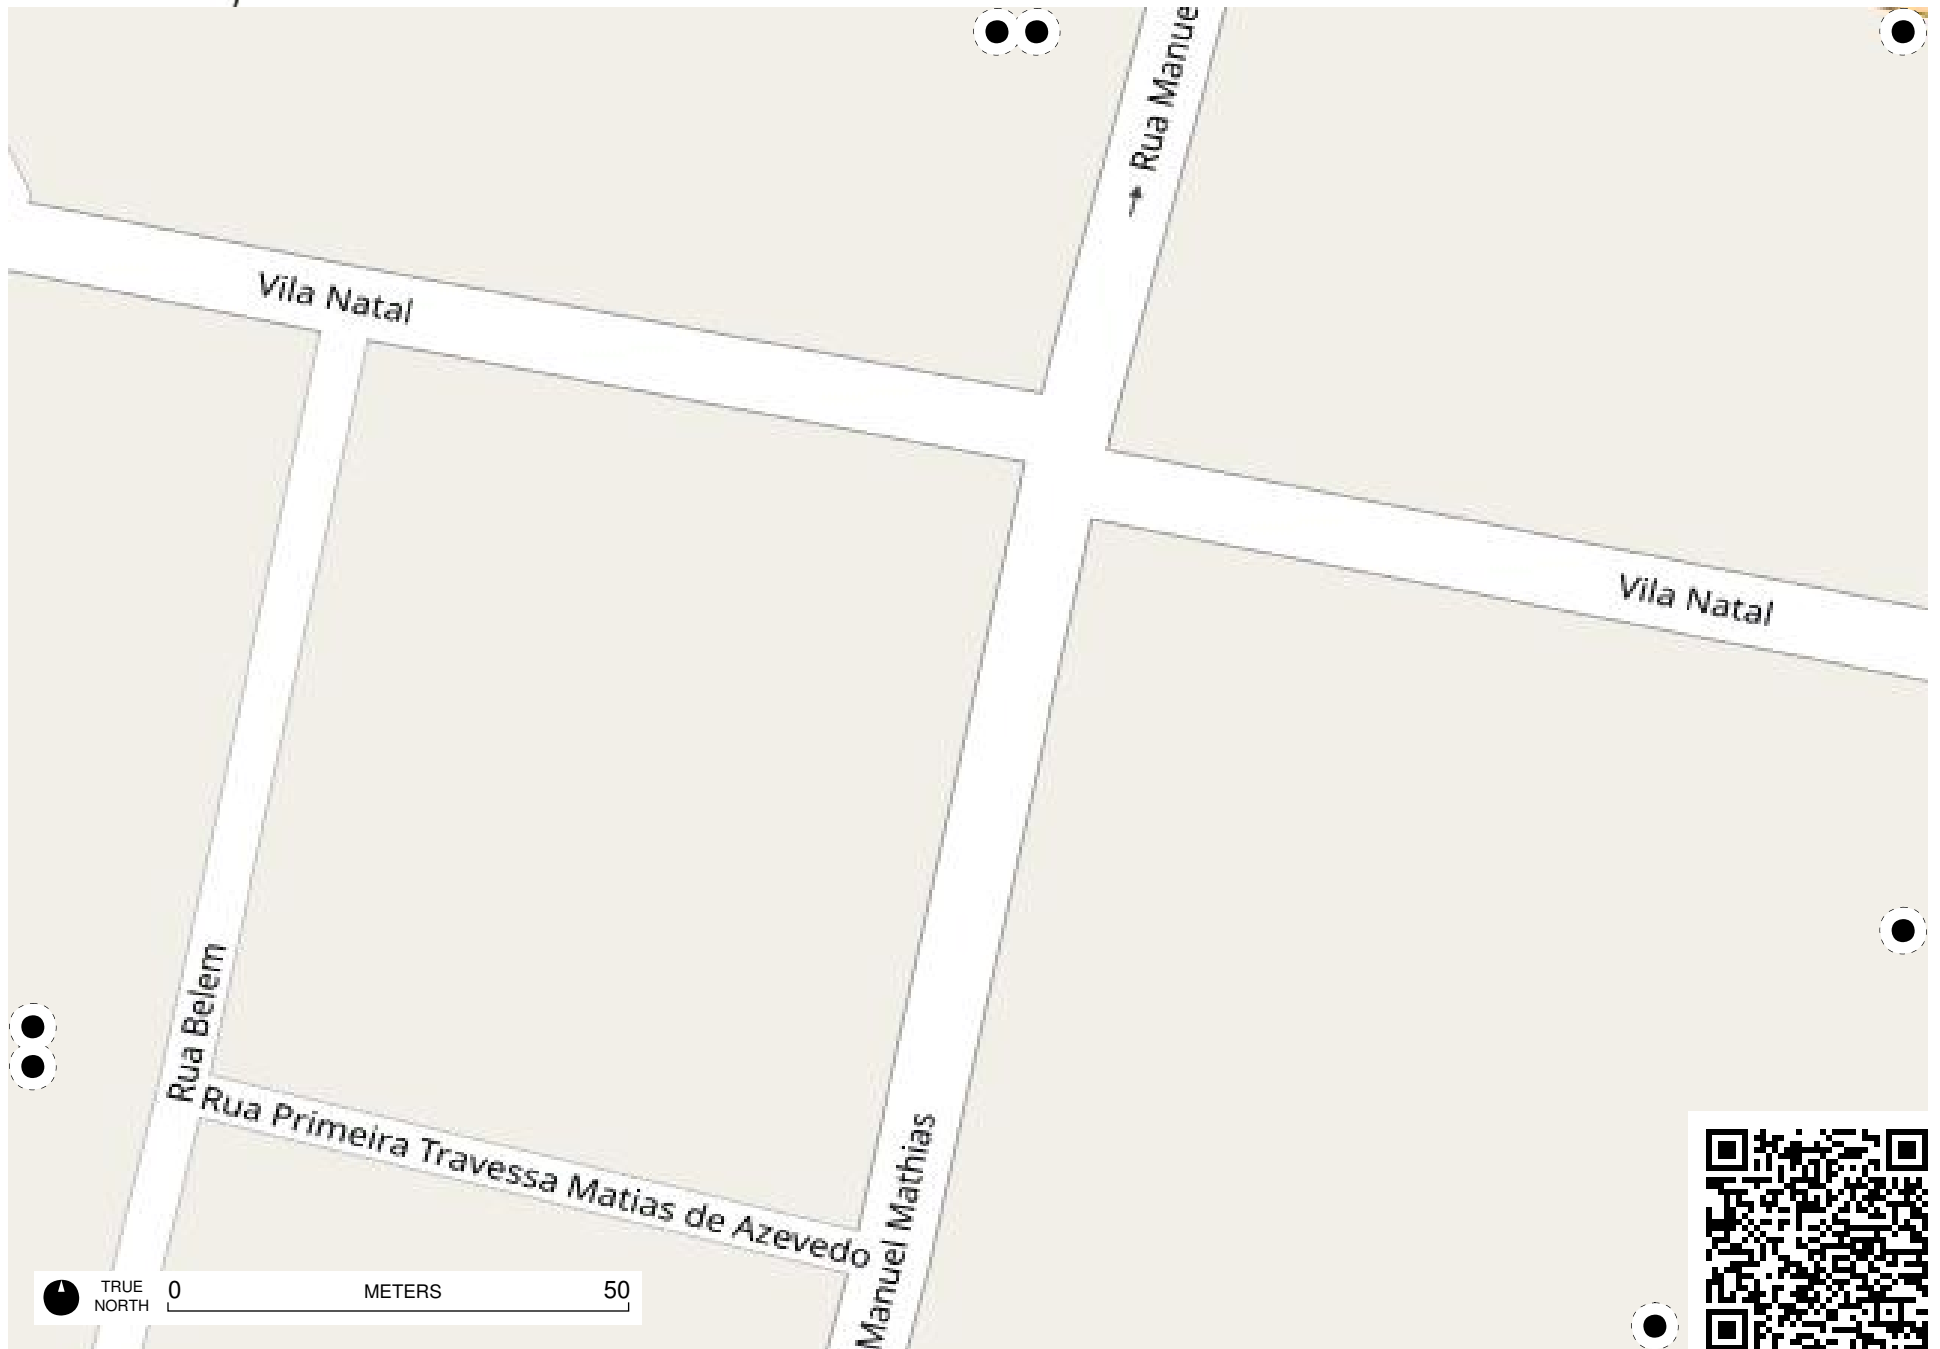 Rua Manue
Vila Natal
Vila Natal
Rua Belem
Rua Primeira Travessa Matias de Azevedo
Manuel Mathias
TRUE
NORTH
0 METERS 50